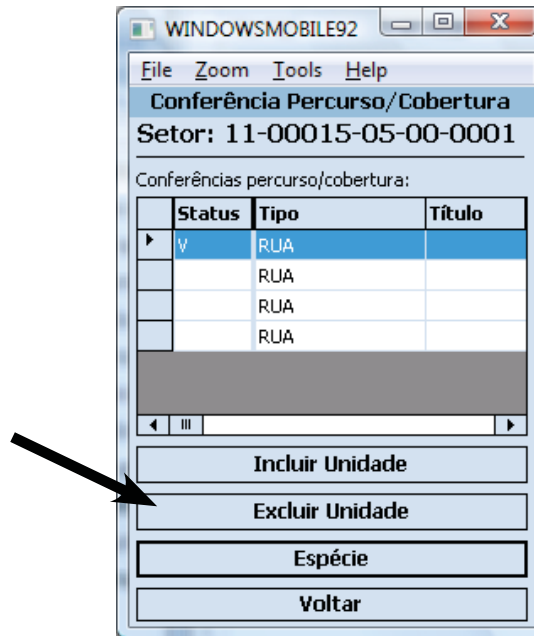 WINDOWSMOBILE92
File Zoom Tools Help
Conferência Percurso/Cobertura
Setor: 11-00015-05-00-0001
Conferências percurso/cobertura:
Status Tipo Título
V RUA
RUA
RUA
RUA
Incluir Unidade
Excluir Unidade
Espécie
Voltar